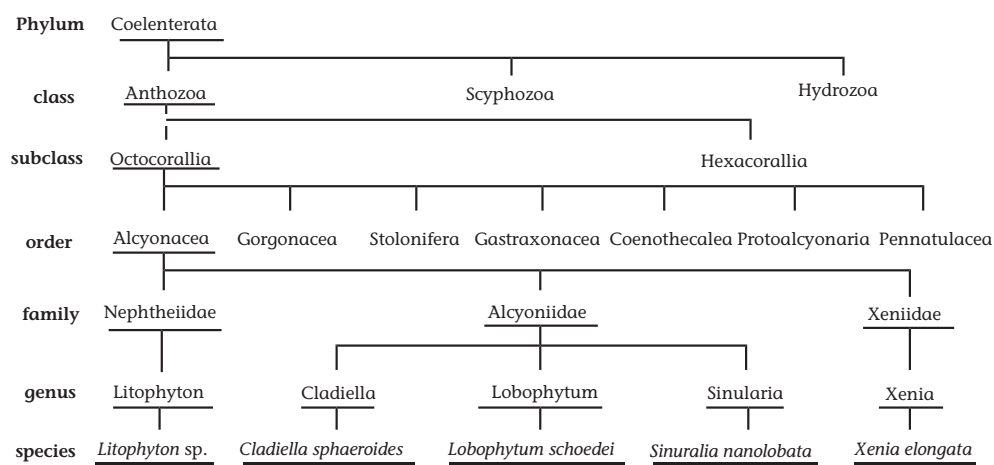 Phylum Coelenterata
class Anthozoa Scyphozoa Hydrozoa
subclass Octocorallia Hexacorallia
order Alcyonacea Gorgonacea Stolonifera Gastraxonacea Coenothecalea Protoalcyonaria Pennatulacea
family Nephtheiidae Alcyoniidae Xeniidae
genus Litophyton Cladiella Lobophytum Sinularia Xenia
species Litophyton sp. Cladiella sphaeroides Lobophytum schoedei Sinuralia nanolobata Xenia elongata